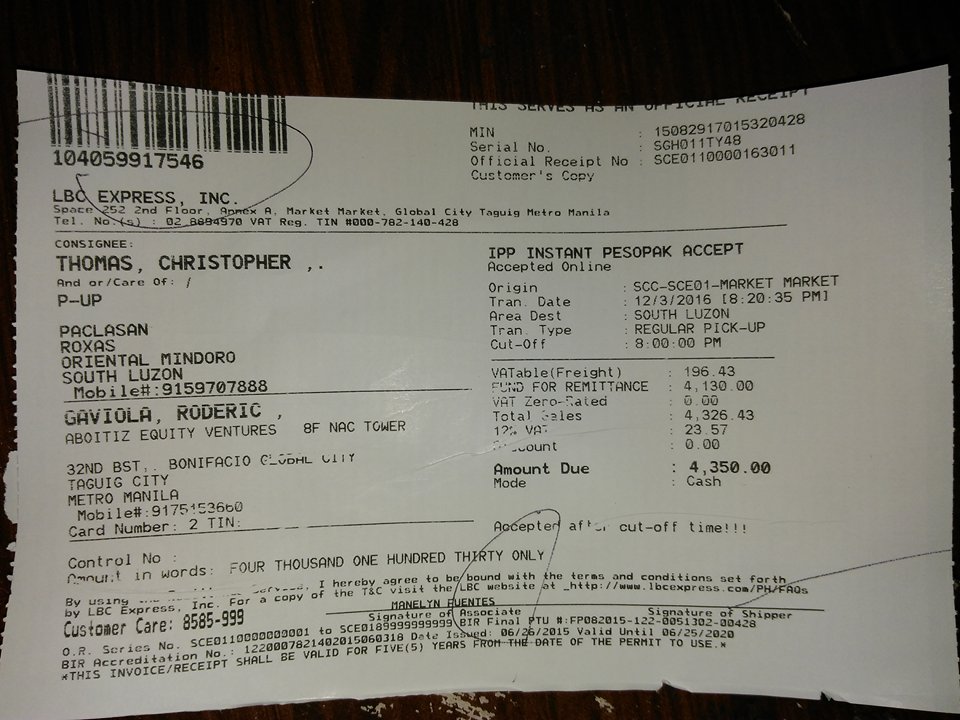 104059917546
THIS SERVES AS AN OFFICIAL RECEIPT
MIN : 15082917015320428
Serial No. : SGH011TY48
Official Receipt No : SCE0110000163011
Customer's Copy
LBC EXPRESS, INC.
Space 252 2nd Floor, Annex A, Market Market, Global City Taguig Metro Manila
Tel. No.(s) : 02 8894970 VAT Reg. TIN #000-782-140-428
CONSIGNEE:
THOMAS, CHRISTOPHER ,.
And or/Care Of: /
P-UP
PACLASAN
ROXAS
ORIENTAL MINDORO
SOUTH LUZON
Mobile#:9159707888
GAVIOLA, RODERIC ,
ABOITIZ EQUITY VENTURES 8F NAC TOWER
32ND BST,. BONIFACIO GLOBAL CITY
TAGUIG CITY
METRO MANILA
Mobile#:9175153660
Card Number: 2 TIN:
IPP INSTANT PESOPAK ACCEPT
Accepted Online
Origin : SCC-SCE01-MARKET MARKET
Tran. Date : 12/3/2016 [8:20:35 PM]
Area Dest : SOUTH LUZON
Tran. Type : REGULAR PICK-UP
Cut-Off : 8:00:00 PM
VATable(Freight) : 196.43
FUND FOR REMITTANCE : 4,130.00
VAT Zero-Rated : 0.00
Total Sales : 4,326.43
12% VAT : 23.57
Discount : 0.00
Amount Due : 4,350.00
Mode : Cash
Accepted after cut-off time!!!
Control No :
Amount in words: FOUR THOUSAND ONE HUNDRED THIRTY ONLY
By using I hereby agree to be bound with the terms and conditions set forth
by LBC Express, Inc. For a copy of the T&C visit the LBC website at _http://www.lbcexpress.com/PH/FAQs
MANELYN FUENTES
Customer Care: 8585-999 Signature of Associate Signature of Shipper
O.R. Series No. SCE0110000000001 to SCE0189999999999 BIR Final PTU #:FP082015-122-0051302-00428
BIR Accreditation No.: 1220007821402015060318 Date Issued: 06/26/2015 Valid Until 06/25/2020
*THIS INVOICE/RECEIPT SHALL BE VALID FOR FIVE(5) YEARS FROM THE DATE OF THE PERMIT TO USE.*